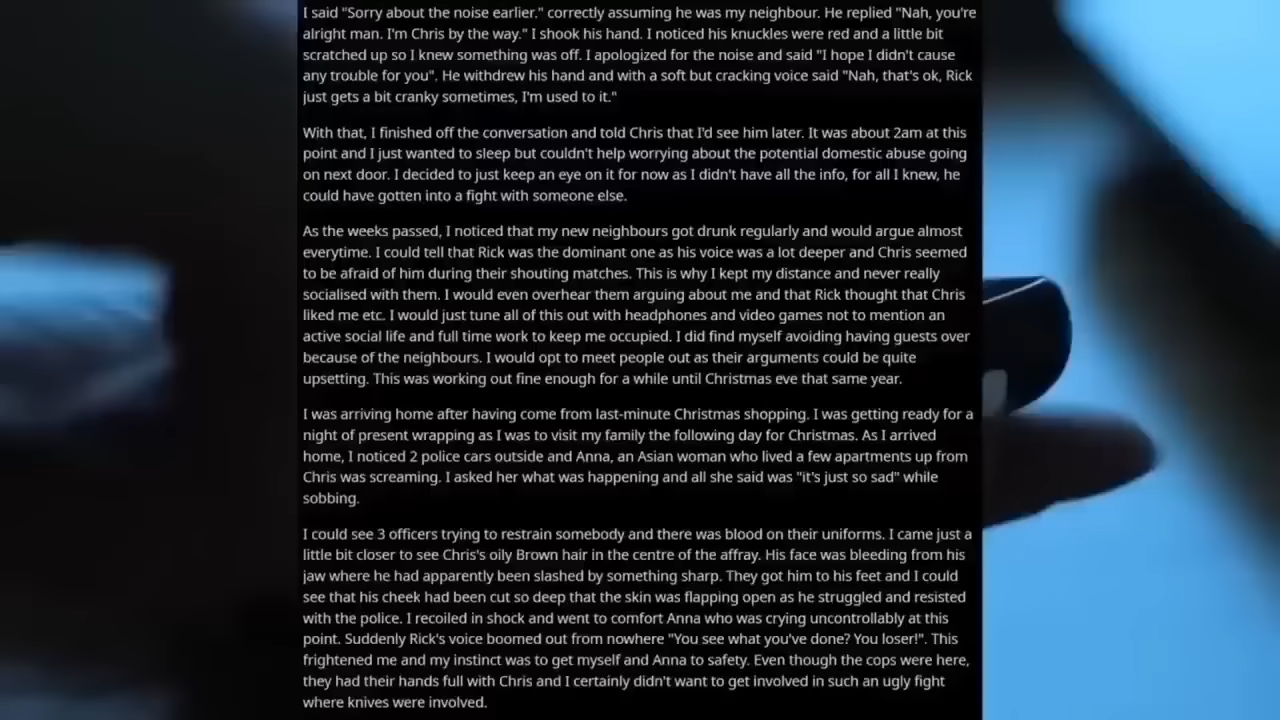 I said "Sorry about the noise earlier." correctly assuming he was my neighbour. He replied "Nah, you're
alright man. I'm Chris by the way." I shook his hand. I noticed his knuckles were red and a little bit
scratched up so I knew something was off. I apologized for the noise and said "I hope I didn't cause
any trouble for you". He withdrew his hand and with a soft but cracking voice said "Nah, that's ok, Rick
just gets a bit cranky sometimes, I'm used to it."
With that, I finished off the conversation and told Chris that I'd see him later. It was about 2am at this
point and I just wanted to sleep but couldn't help worrying about the potential domestic abuse going
on next door. I decided to just keep an eye on it for now as I didn't have all the info, for all I knew, he
could have gotten into a fight with someone else.
As the weeks passed, I noticed that my new neighbours got drunk regularly and would argue almost
everytime. I could tell that Rick was the dominant one as his voice was a lot deeper and Chris seemed
to be afraid of him during their shouting matches. This is why I kept my distance and never really
socialised with them. I would even overhear them arguing about me and that Rick thought that Chris
liked me etc. I would just tune all of this out with headphones and video games not to mention an
active social life and full time work to keep me occupied. I did find myself avoiding having guests over
because of the neighbours. I would opt to meet people out as their arguments could be quite
upsetting. This was working out fine enough for a while until Christmas eve that same year.
I was arriving home after having come from last-minute Christmas shopping. I was getting ready for a
night of present wrapping as I was to visit my family the following day for Christmas. As I arrived
home, I noticed 2 police cars outside and Anna, an Asian woman who lived a few apartments up from
Chris was screaming. I asked her what was happening and all she said was "it's just so sad" while
sobbing.
I could see 3 officers trying to restrain somebody and there was blood on their uniforms. I came just a
little bit closer to see Chris's oily Brown hair in the centre of the affray. His face was bleeding from his
jaw where he had apparently been slashed by something sharp. They got him to his feet and I could
see that his cheek had been cut so deep that the skin was flapping open as he struggled and resisted
with the police. I recoiled in shock and went to comfort Anna who was crying uncontrollably at this
point. Suddenly Rick's voice boomed out from nowhere "You see what you've done? You loser!". This
frightened me and my instinct was to get myself and Anna to safety. Even though the cops were here,
they had their hands full with Chris and I certainly didn't want to get involved in such an ugly fight
where knives were involved.